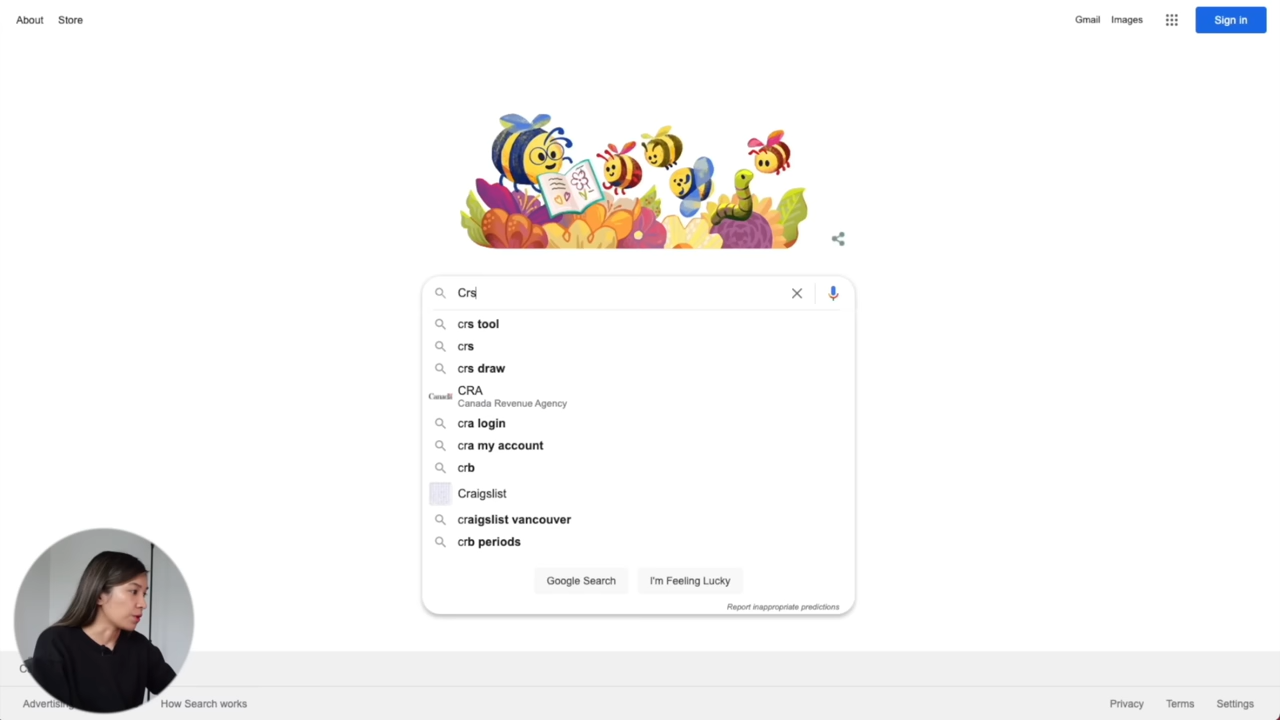 About Store
Gmail Images
Sign in
Crs
crs tool
crs
crs draw
Canada
CRA
Canada Revenue Agency
cra login
cra my account
crb
Craigslist
craigslist vancouver
crb periods
Google Search I'm Feeling Lucky
Report inappropriate predictions
Advertising How Search works
Privacy Terms Settings